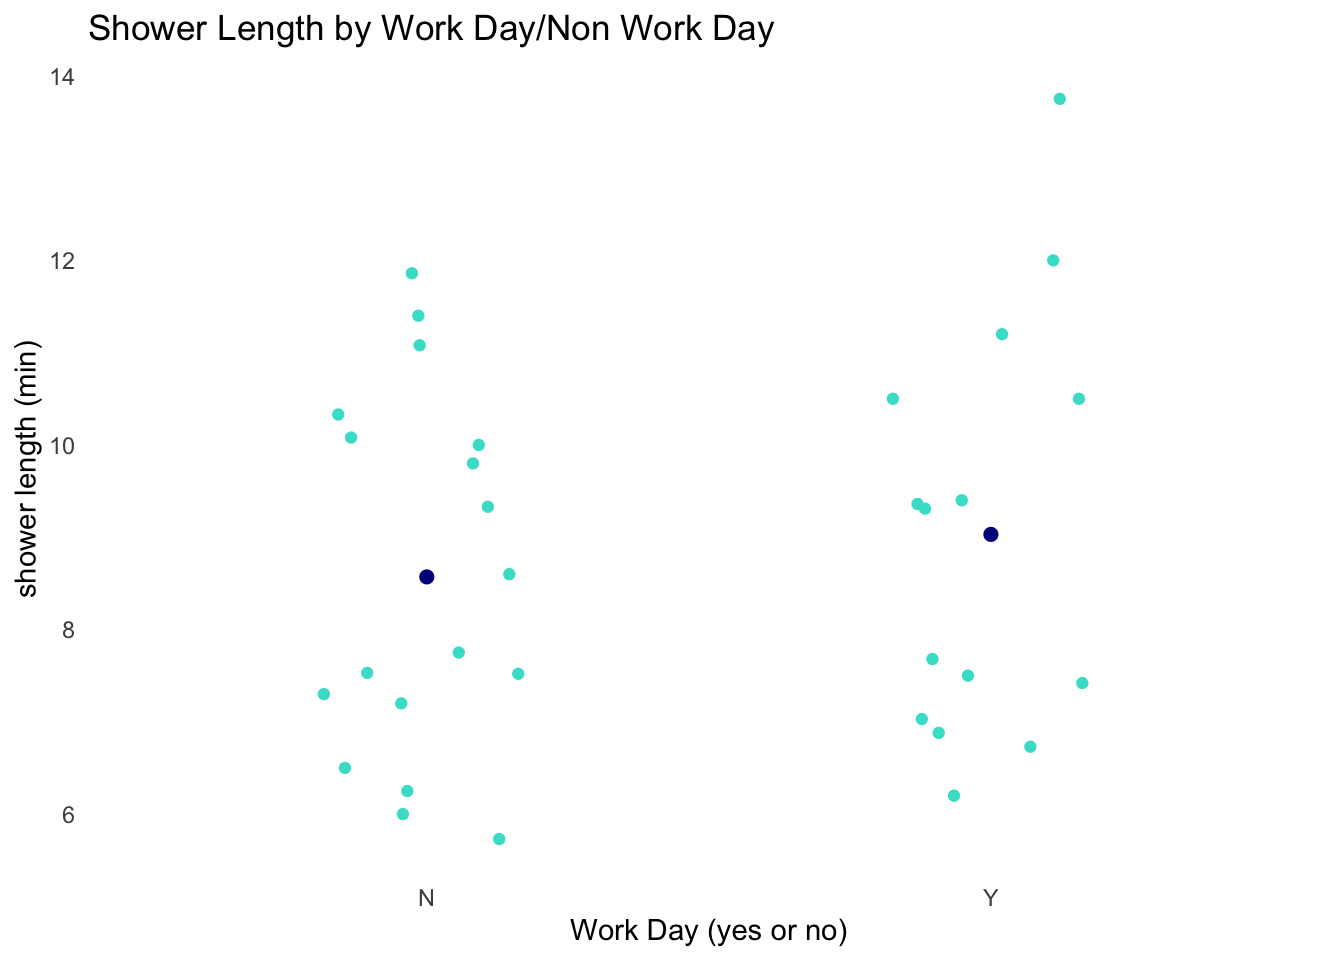 Shower Length by Work Day/Non Work Day
14
12
10
8
6
shower length (min)
N
Y
Work Day (yes or no)